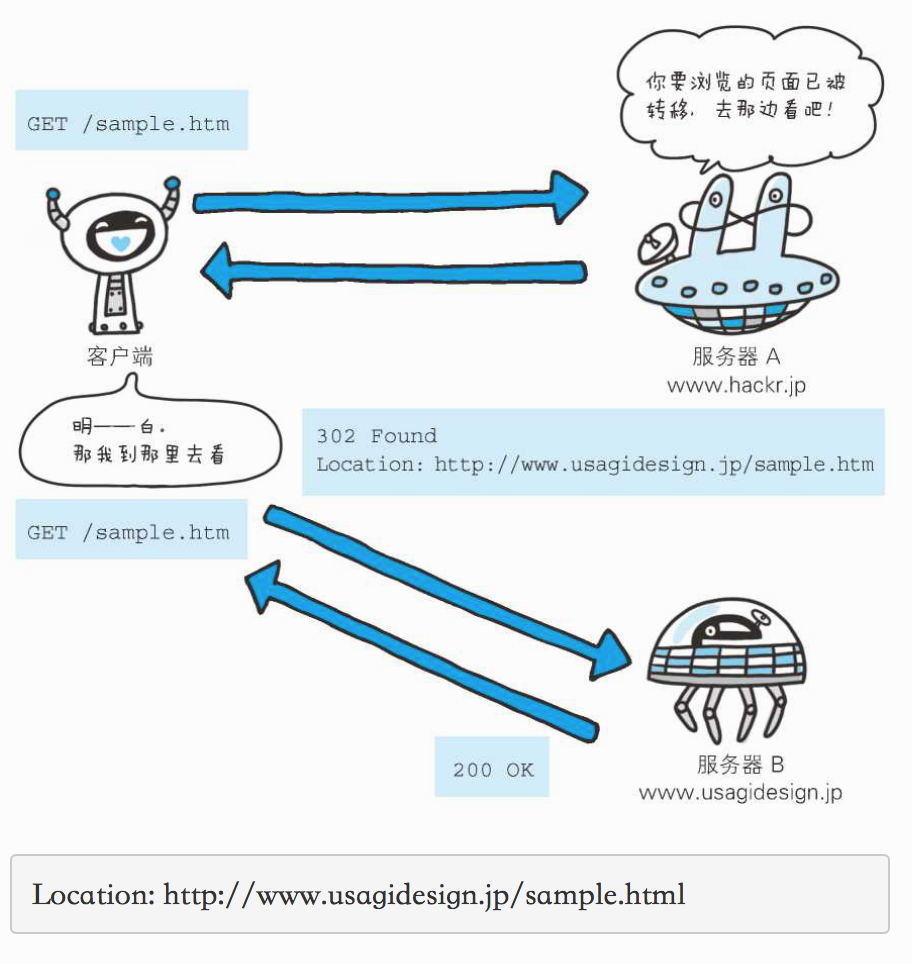 你要浏览的页面已被
转移，去那边看吧！
GET /sample.htm
客户端
服务器 A
www.hackr.jp
明——白。
那我到那里去看
302 Found
Location: http://www.usagidesign.jp/sample.htm
GET /sample.htm
200 OK
服务器 B
www.usagidesign.jp
Location: http://www.usagidesign.jp/sample.html